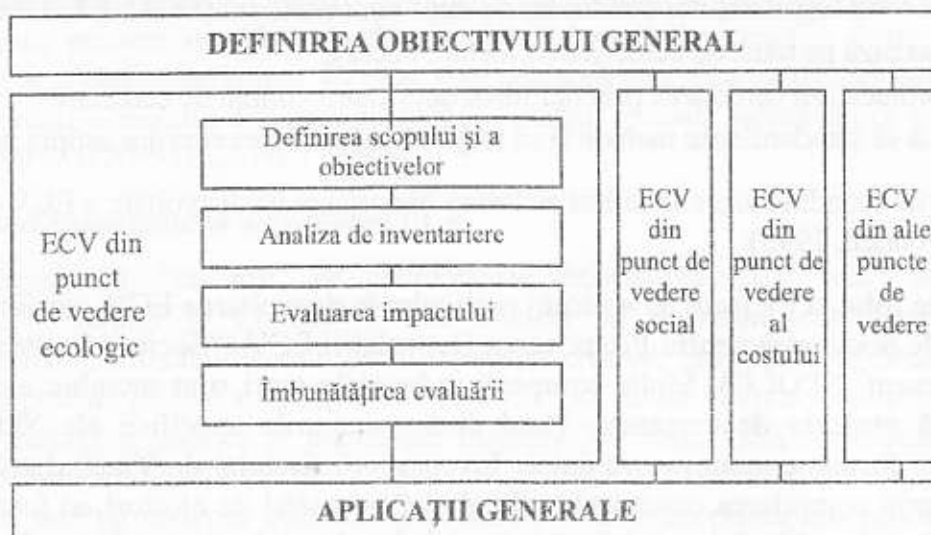 DEFINIREA OBIECTIVULUI GENERAL
ECV din
punct
de vedere
ecologic
Definirea scopului şi a
obiectivelor
Analiza de inventariere
Evaluarea impactului
Îmbunătăţirea evaluării
ECV
din
punct de
vedere
social
ECV
din
punct de
vedere
al
costului
ECV
din alte
puncte
de
vedere
APLICAŢII GENERALE